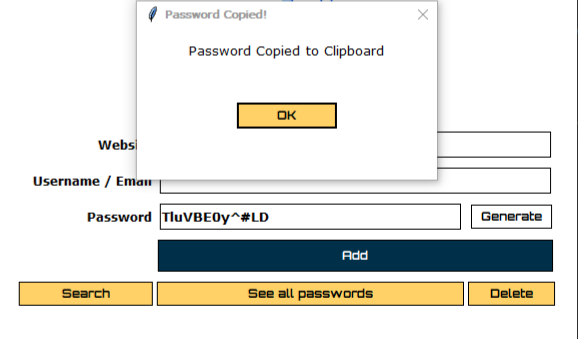 Password Copied!
Password Copied to Clipboard
OK
Websi
Username / Email
Password TluVBE0y^#LD Generate
Add
Search See all passwords Delete